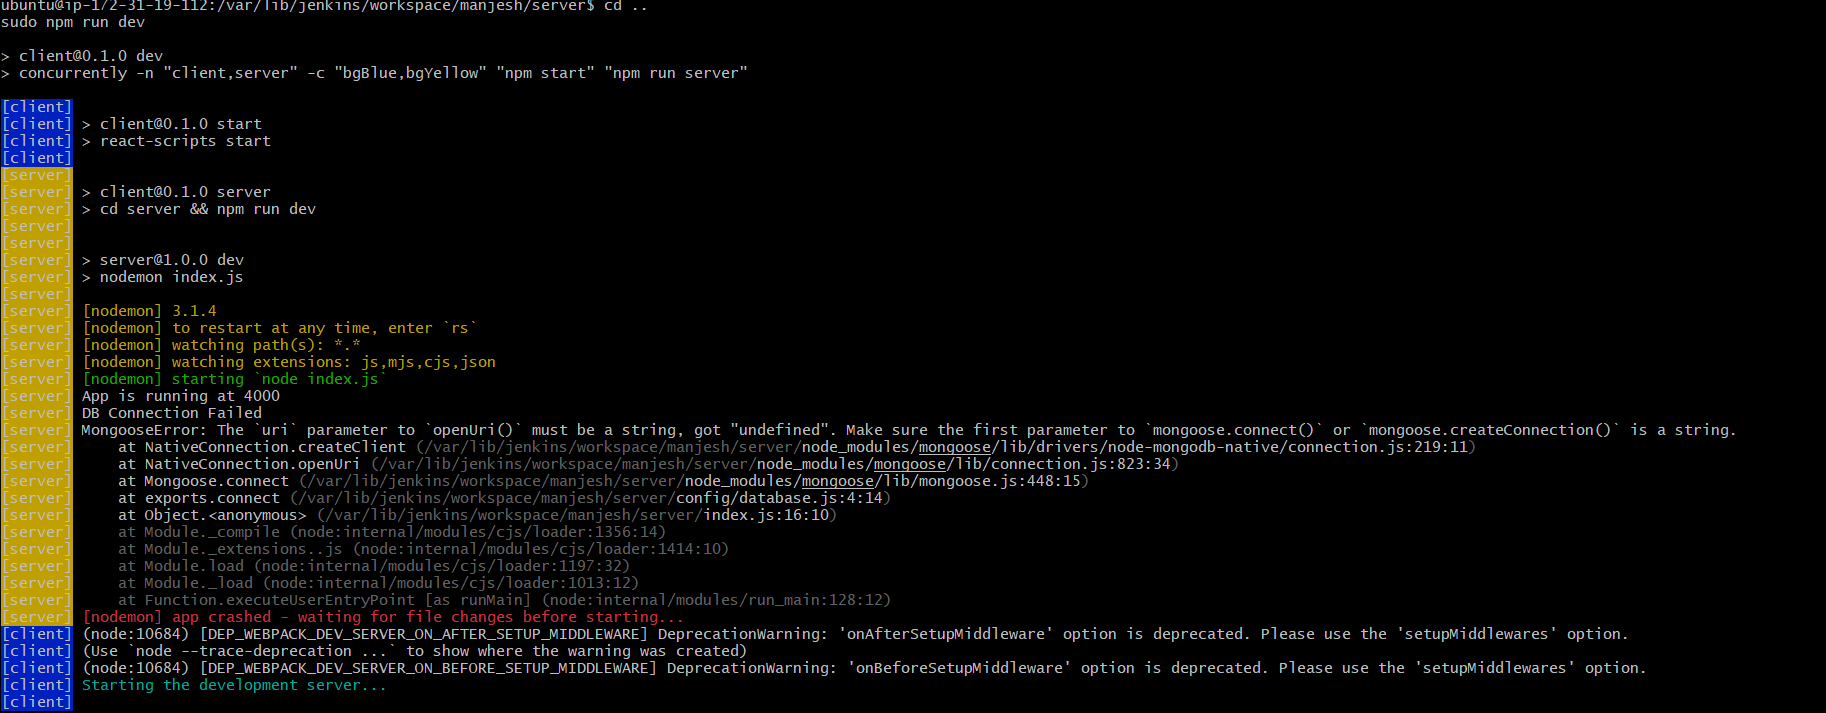 ubuntu@ip-172-31-19-112:/var/lib/jenkins/workspace/manjesh/server$ cd ..
sudo npm run dev
> client@0.1.0 dev
> concurrently -n "client,server" -c "bgBlue,bgYellow" "npm start" "npm run server"
[client]
[client] > client@0.1.0 start
[client] > react-scripts start
[client]
[server]
[server] > client@0.1.0 server
[server] > cd server && npm run dev
[server]
[server]
[server] > server@1.0.0 dev
[server] > nodemon index.js
[server]
[server] [nodemon] 3.1.4
[server] [nodemon] to restart at any time, enter `rs`
[server] [nodemon] watching path(s): *.*
[server] [nodemon] watching extensions: js,mjs,cjs,json
[server] [nodemon] starting `node index.js`
[server] App is running at 4000
[server] DB Connection Failed
[server] MongooseError: The `uri` parameter to `openUri()` must be a string, got "undefined". Make sure the first parameter to `mongoose.connect()` or `mongoose.createConnection()` is a string.
[server]     at NativeConnection.createClient (/var/lib/jenkins/workspace/manjesh/server/node_modules/mongoose/lib/drivers/node-mongodb-native/connection.js:219:11)
[server]     at NativeConnection.openUri (/var/lib/jenkins/workspace/manjesh/server/node_modules/mongoose/lib/connection.js:823:34)
[server]     at Mongoose.connect (/var/lib/jenkins/workspace/manjesh/server/node_modules/mongoose/lib/mongoose.js:448:15)
[server]     at exports.connect (/var/lib/jenkins/workspace/manjesh/server/config/database.js:4:14)
[server]     at Object.<anonymous> (/var/lib/jenkins/workspace/manjesh/server/index.js:16:10)
[server]     at Module._compile (node:internal/modules/cjs/loader:1356:14)
[server]     at Module._extensions..js (node:internal/modules/cjs/loader:1414:10)
[server]     at Module.load (node:internal/modules/cjs/loader:1197:32)
[server]     at Module._load (node:internal/modules/cjs/loader:1013:12)
[server]     at Function.executeUserEntryPoint [as runMain] (node:internal/modules/run_main:128:12)
[server] [nodemon] app crashed - waiting for file changes before starting...
[client] (node:10684) [DEP_WEBPACK_DEV_SERVER_ON_AFTER_SETUP_MIDDLEWARE] DeprecationWarning: 'onAfterSetupMiddleware' option is deprecated. Please use the 'setupMiddlewares' option.
[client] (Use `node --trace-deprecation ...` to show where the warning was created)
[client] (node:10684) [DEP_WEBPACK_DEV_SERVER_ON_BEFORE_SETUP_MIDDLEWARE] DeprecationWarning: 'onBeforeSetupMiddleware' option is deprecated. Please use the 'setupMiddlewares' option.
[client] Starting the development server...
[client]